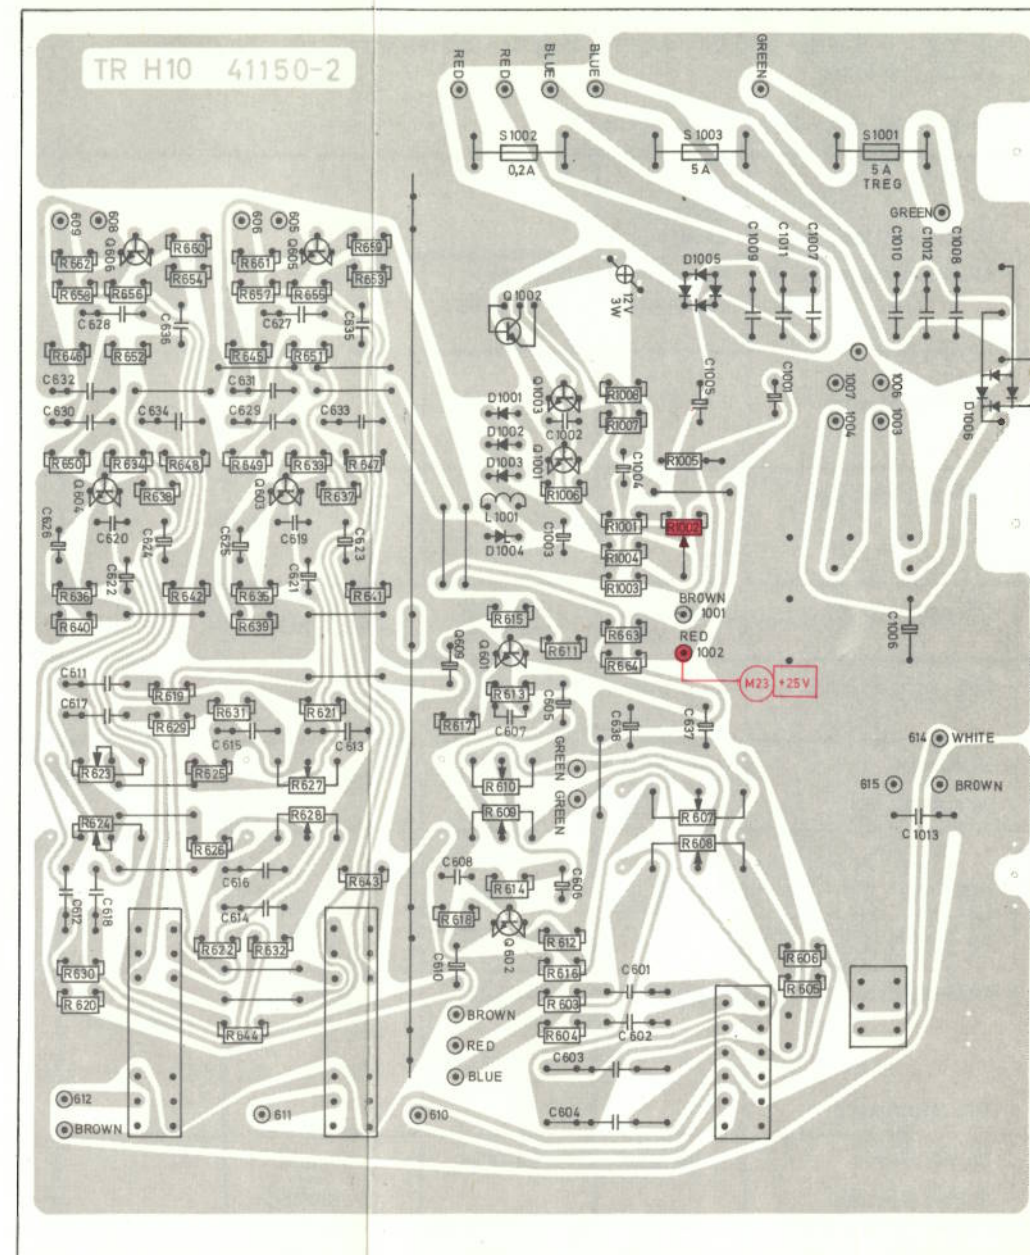 TR H10 41150-2
RED RED BLUE BLUE GREEN
S1002 S1003 S1001
0,2A 5A 5A
TREG
GREEN
609 608 606 605
Q606 Q605
R660 R659
R662 R661
R654 R653
R658 R656 R657 R655
C628 C636 C627 C635
R646 R652 R645 R651
C632 C631
C630 C634 C629 C633
R650 R634 R648 R649 R633 R647
Q604 R638 Q603 R637
C626 C620 C624 C625 C619 C623
C622 C621
R636 R642 R635 R641
R640 R639
C1009 C1011 C1007 C1010 C1012 C1008
D1005
12V
3W
Q1002
C1005 C1001
1007 1006
1004 1003
D1006
Q1003 R1008
D1001
C1002 R1007
D1002
D1003 Q1001 C1004 R1005
R1006
L1001
R1001 R1002
D1004 C1003 R1004
R1003
BROWN
1001
RED
1002
M23 +25V
C1006
R615 R663
Q609 Q601 R611 R664
R613 C605
R617 C607
C638 C637
C611 R619
C617 R629 R631 R621
C615 C613
R623 R625 R627
R624 R626 R628
C616 R643
C614
C612 C618
R622 R632
R630
R620
R644
GREEN
GREEN
R610
R609
R607
R608
614 WHITE
615 BROWN
C1013
C608 R614 C606
R618 Q602
C610 R612
R616 C601
R603
R604 C602
C603
C604
R606
R605
BROWN
RED
BLUE
612 611 610
BROWN